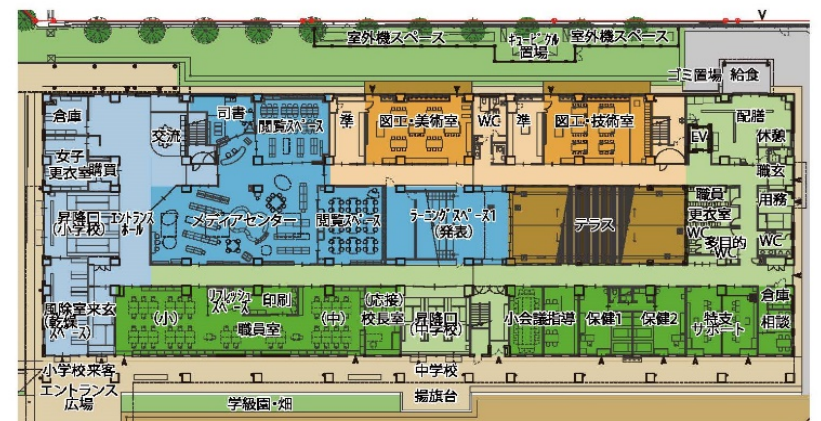 V
室外機スペース
キュービクル
置場
室外機スペース
ゴミ置場
給食
倉庫
交流
司書
閲覧スペース
準
図工・美術室
WC
準
図工・技術室
EV
配膳
休憩
女子
更衣室
購買
職玄
昇降口
(小学校)
エントランス
ホール
メディアセンター
閲覧スペース
ラーニングスペース1
(発表)
テラス
職員
更衣室
WC
多目的
WC
用務
WC
風除室
(乾燥
スペース)
来玄
(小)
リフレッシュ
スペース
印刷
職員室
(中)
(応接)
校長室
昇降口
(中学校)
小会議指導
保健1
保健2
特支
サポート
倉庫
相談
小学校来客
エントランス
広場
学級園・畑
中学校
揚旗台